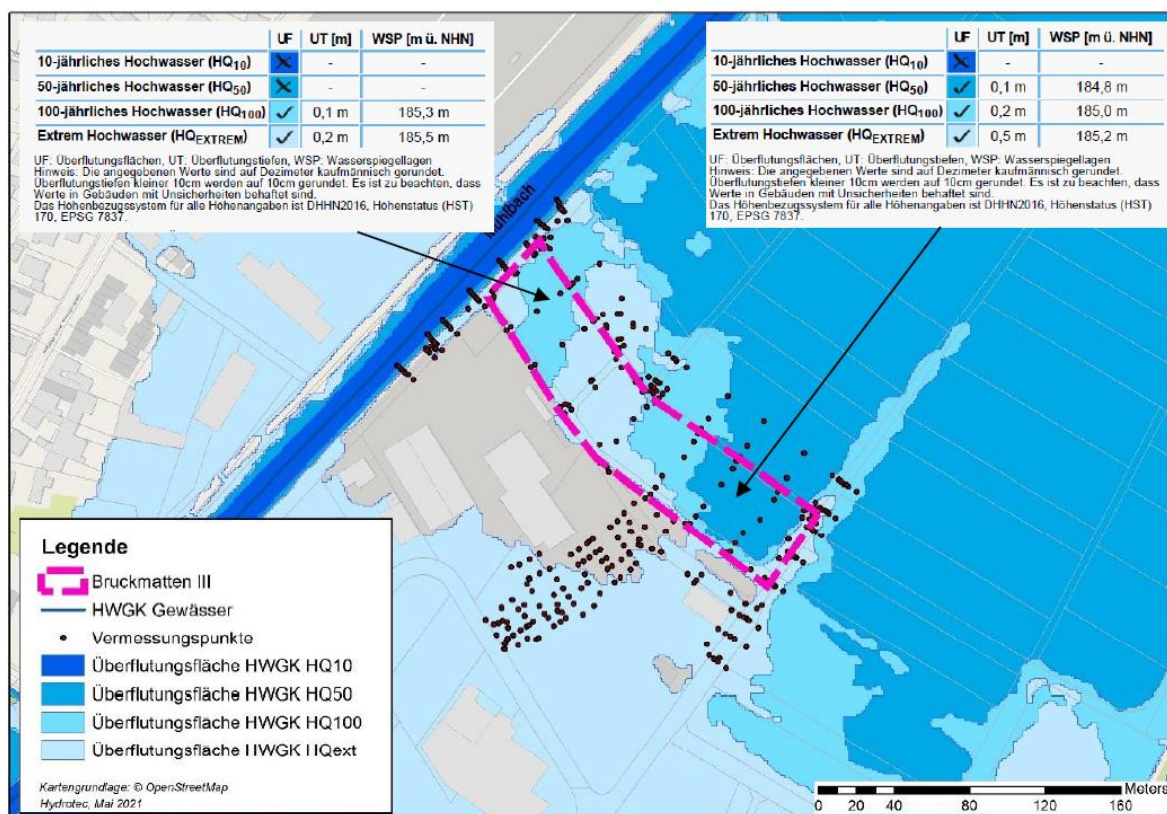 UF UT [m] WSP [m ü. NHN]
10-jährliches Hochwasser (HQ10) - -
50-jährliches Hochwasser (HQ50) - -
100-jährliches Hochwasser (HQ100) ✓ 0,1 m 185,3 m
Extrem Hochwasser (HQEXTREM) ✓ 0,2 m 185,5 m
UF: Überflutungsflächen, UT: Überflutungstiefen, WSP: Wasserspiegellagen
Hinweis: Die angegebenen Werte sind auf Dezimeter kaufmännisch gerundet.
Überflutungstiefen kleiner 10cm werden auf 10cm gerundet. Es ist zu beachten, dass
Werte in Gebäuden mit Unsicherheiten behaftet sind.
Das Höhenbezugssystem für alle Höhenangaben ist DHHN2016, Höhenstatus (HST)
170, EPSG 7837.
UF UT [m] WSP [m ü. NHN]
10-jährliches Hochwasser (HQ10) - -
50-jährliches Hochwasser (HQ50) ✓ 0,1 m 184,8 m
100-jährliches Hochwasser (HQ100) ✓ 0,2 m 185,0 m
Extrem Hochwasser (HQEXTREM) ✓ 0,5 m 185,2 m
UF: Überflutungsflächen, UT: Überflutungstiefen, WSP: Wasserspiegellagen
Hinweis: Die angegebenen Werte sind auf Dezimeter kaufmännisch gerundet.
Überflutungstiefen kleiner 10cm werden auf 10cm gerundet. Es ist zu beachten, dass
Werte in Gebäuden mit Unsicherheiten behaftet sind.
Das Höhenbezugssystem für alle Höhenangaben ist DHHN2016, Höhenstatus (HST)
170, EPSG 7837.
Mühlbach
Legende
Bruckmatten III
HWGK Gewässer
Vermessungspunkte
Überflutungsfläche HWGK HQ10
Überflutungsfläche HWGK HQ50
Überflutungsfläche HWGK HQ100
Überflutungsfläche HWGK HQext
Kartengrundlage: © OpenStreetMap
Hydrotec, Mai 2021
Meters
0 20 40 80 120 160